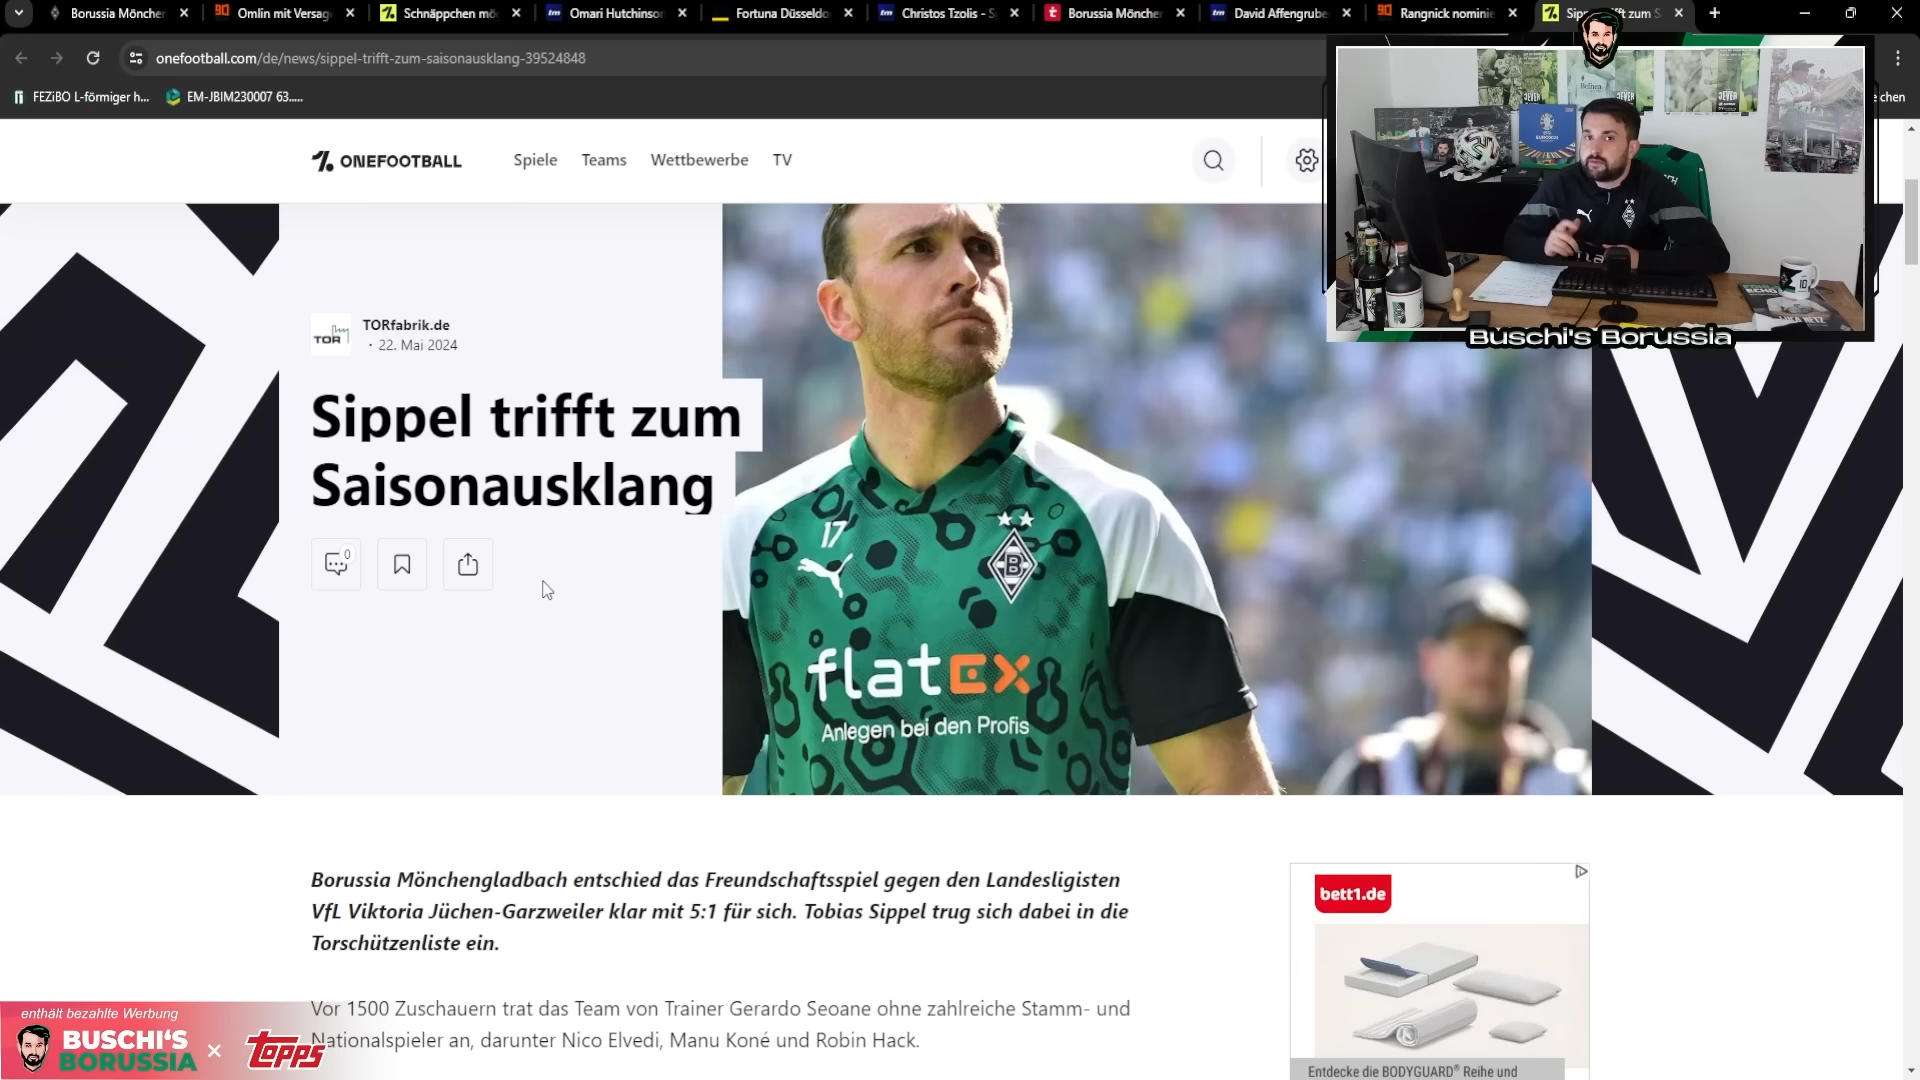 Borussia Möncher
Omlin mit Versag
Schnäppchen mö
Omari Hutchinson
Fortuna Düsseldo
Christos Tzolis - S
Borussia Möncher
David Affengrube
Rangnick nominie
onefootball.com/de/news/sippel-trifft-zum-saisonausklang-39524848
FEZiBO L-förmiger h...
EM-JBIM230007 63.....
ONEFOOTBALL
Spiele
Teams
Wettbewerbe
TV
Buschi's Borussia
TOR
TORfabrik.de
· 22. Mai 2024
Sippel trifft zum
Saisonausklang
0
17
B
flatex
Anlegen bei den Profis
Borussia Mönchengladbach entschied das Freundschaftsspiel gegen den Landesligisten
VfL Viktoria Jüchen-Garzweiler klar mit 5:1 für sich. Tobias Sippel trug sich dabei in die
Torschützenliste ein.
Vor 1500 Zuschauern trat das Team von Trainer Gerardo Seoane ohne zahlreiche Stamm- und
Nationalspieler an, darunter Nico Elvedi, Manu Koné und Robin Hack.
bett1.de
Entdecke die BODYGUARD® Reihe und
enthält bezahlte Werbung
BUSCHI'S
BORUSSIA
×
topps